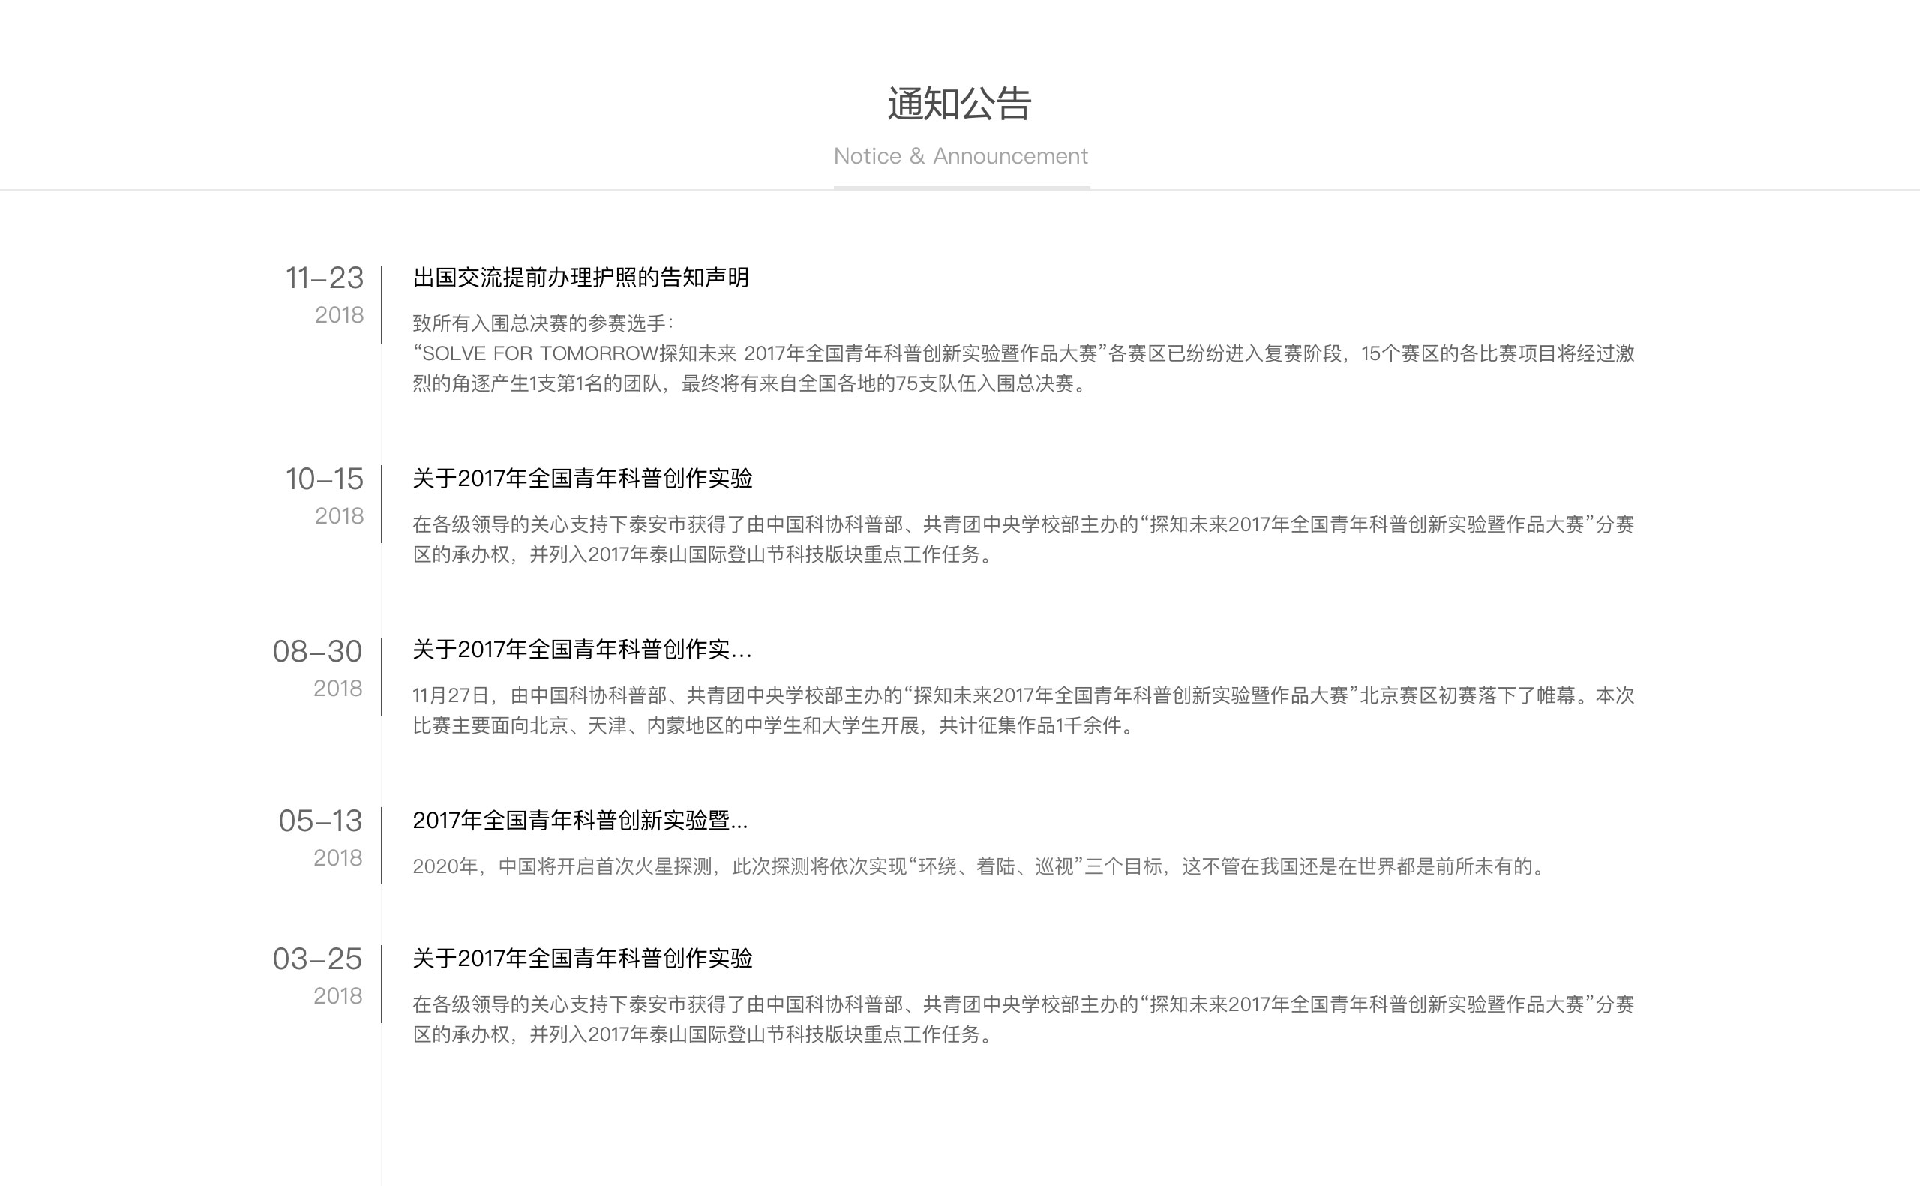 通知公告
Notice & Announcement
11–23
2018
出国交流提前办理护照的告知声明
致所有入围总决赛的参赛选手：
“SOLVE FOR TOMORROW探知未来 2017年全国青年科普创新实验暨作品大赛”各赛区已纷纷进入复赛阶段，15个赛区的各比赛项目将经过激
烈的角逐产生1支第1名的团队，最终将有来自全国各地的75支队伍入围总决赛。
10–15
2018
关于2017年全国青年科普创作实验
在各级领导的关心支持下泰安市获得了由中国科协科普部、共青团中央学校部主办的“探知未来2017年全国青年科普创新实验暨作品大赛”分赛
区的承办权，并列入2017年泰山国际登山节科技版块重点工作任务。
08–30
2018
关于2017年全国青年科普创作实...
11月27日，由中国科协科普部、共青团中央学校部主办的“探知未来2017年全国青年科普创新实验暨作品大赛”北京赛区初赛落下了帷幕。本次
比赛主要面向北京、天津、内蒙地区的中学生和大学生开展，共计征集作品1千余件。
05–13
2018
2017年全国青年科普创新实验暨...
2020年，中国将开启首次火星探测，此次探测将依次实现“环绕、着陆、巡视”三个目标，这不管在我国还是在世界都是前所未有的。
03–25
2018
关于2017年全国青年科普创作实验
在各级领导的关心支持下泰安市获得了由中国科协科普部、共青团中央学校部主办的“探知未来2017年全国青年科普创新实验暨作品大赛”分赛
区的承办权，并列入2017年泰山国际登山节科技版块重点工作任务。